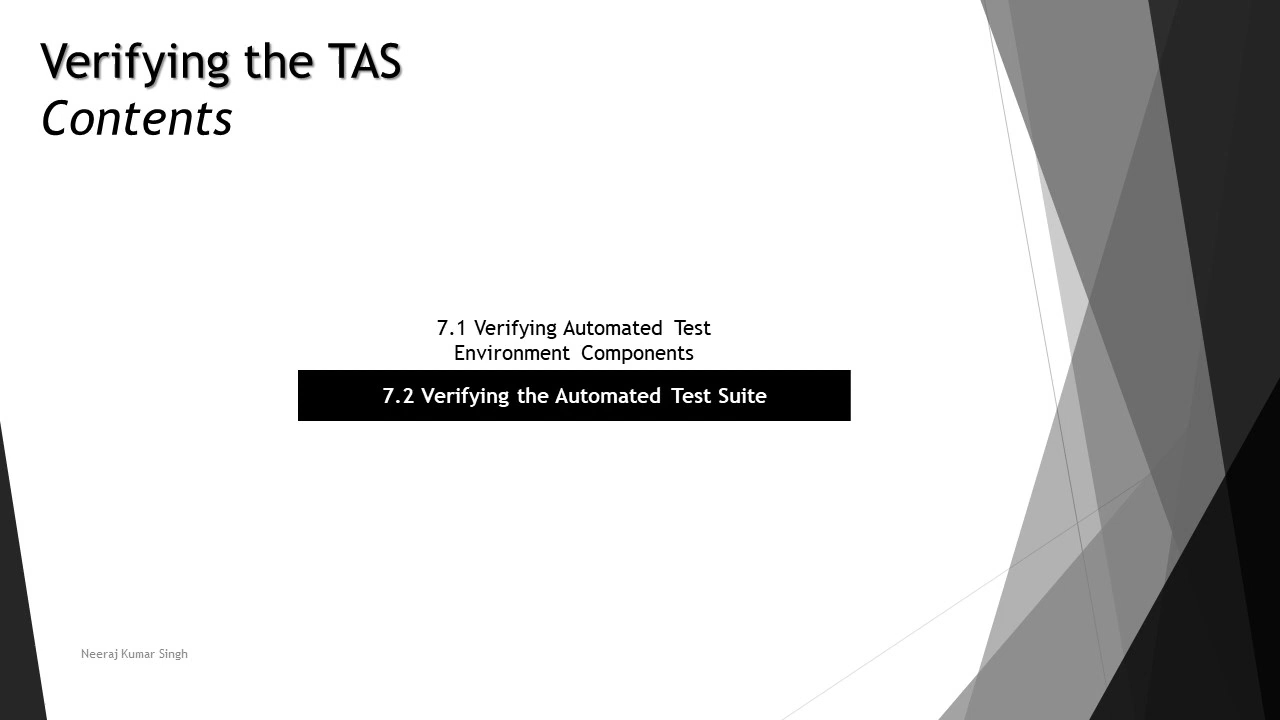 Verifying the TAS
Contents
7.1 Verifying Automated Test
Environment Components
7.2 Verifying the Automated Test Suite
Neeraj Kumar Singh